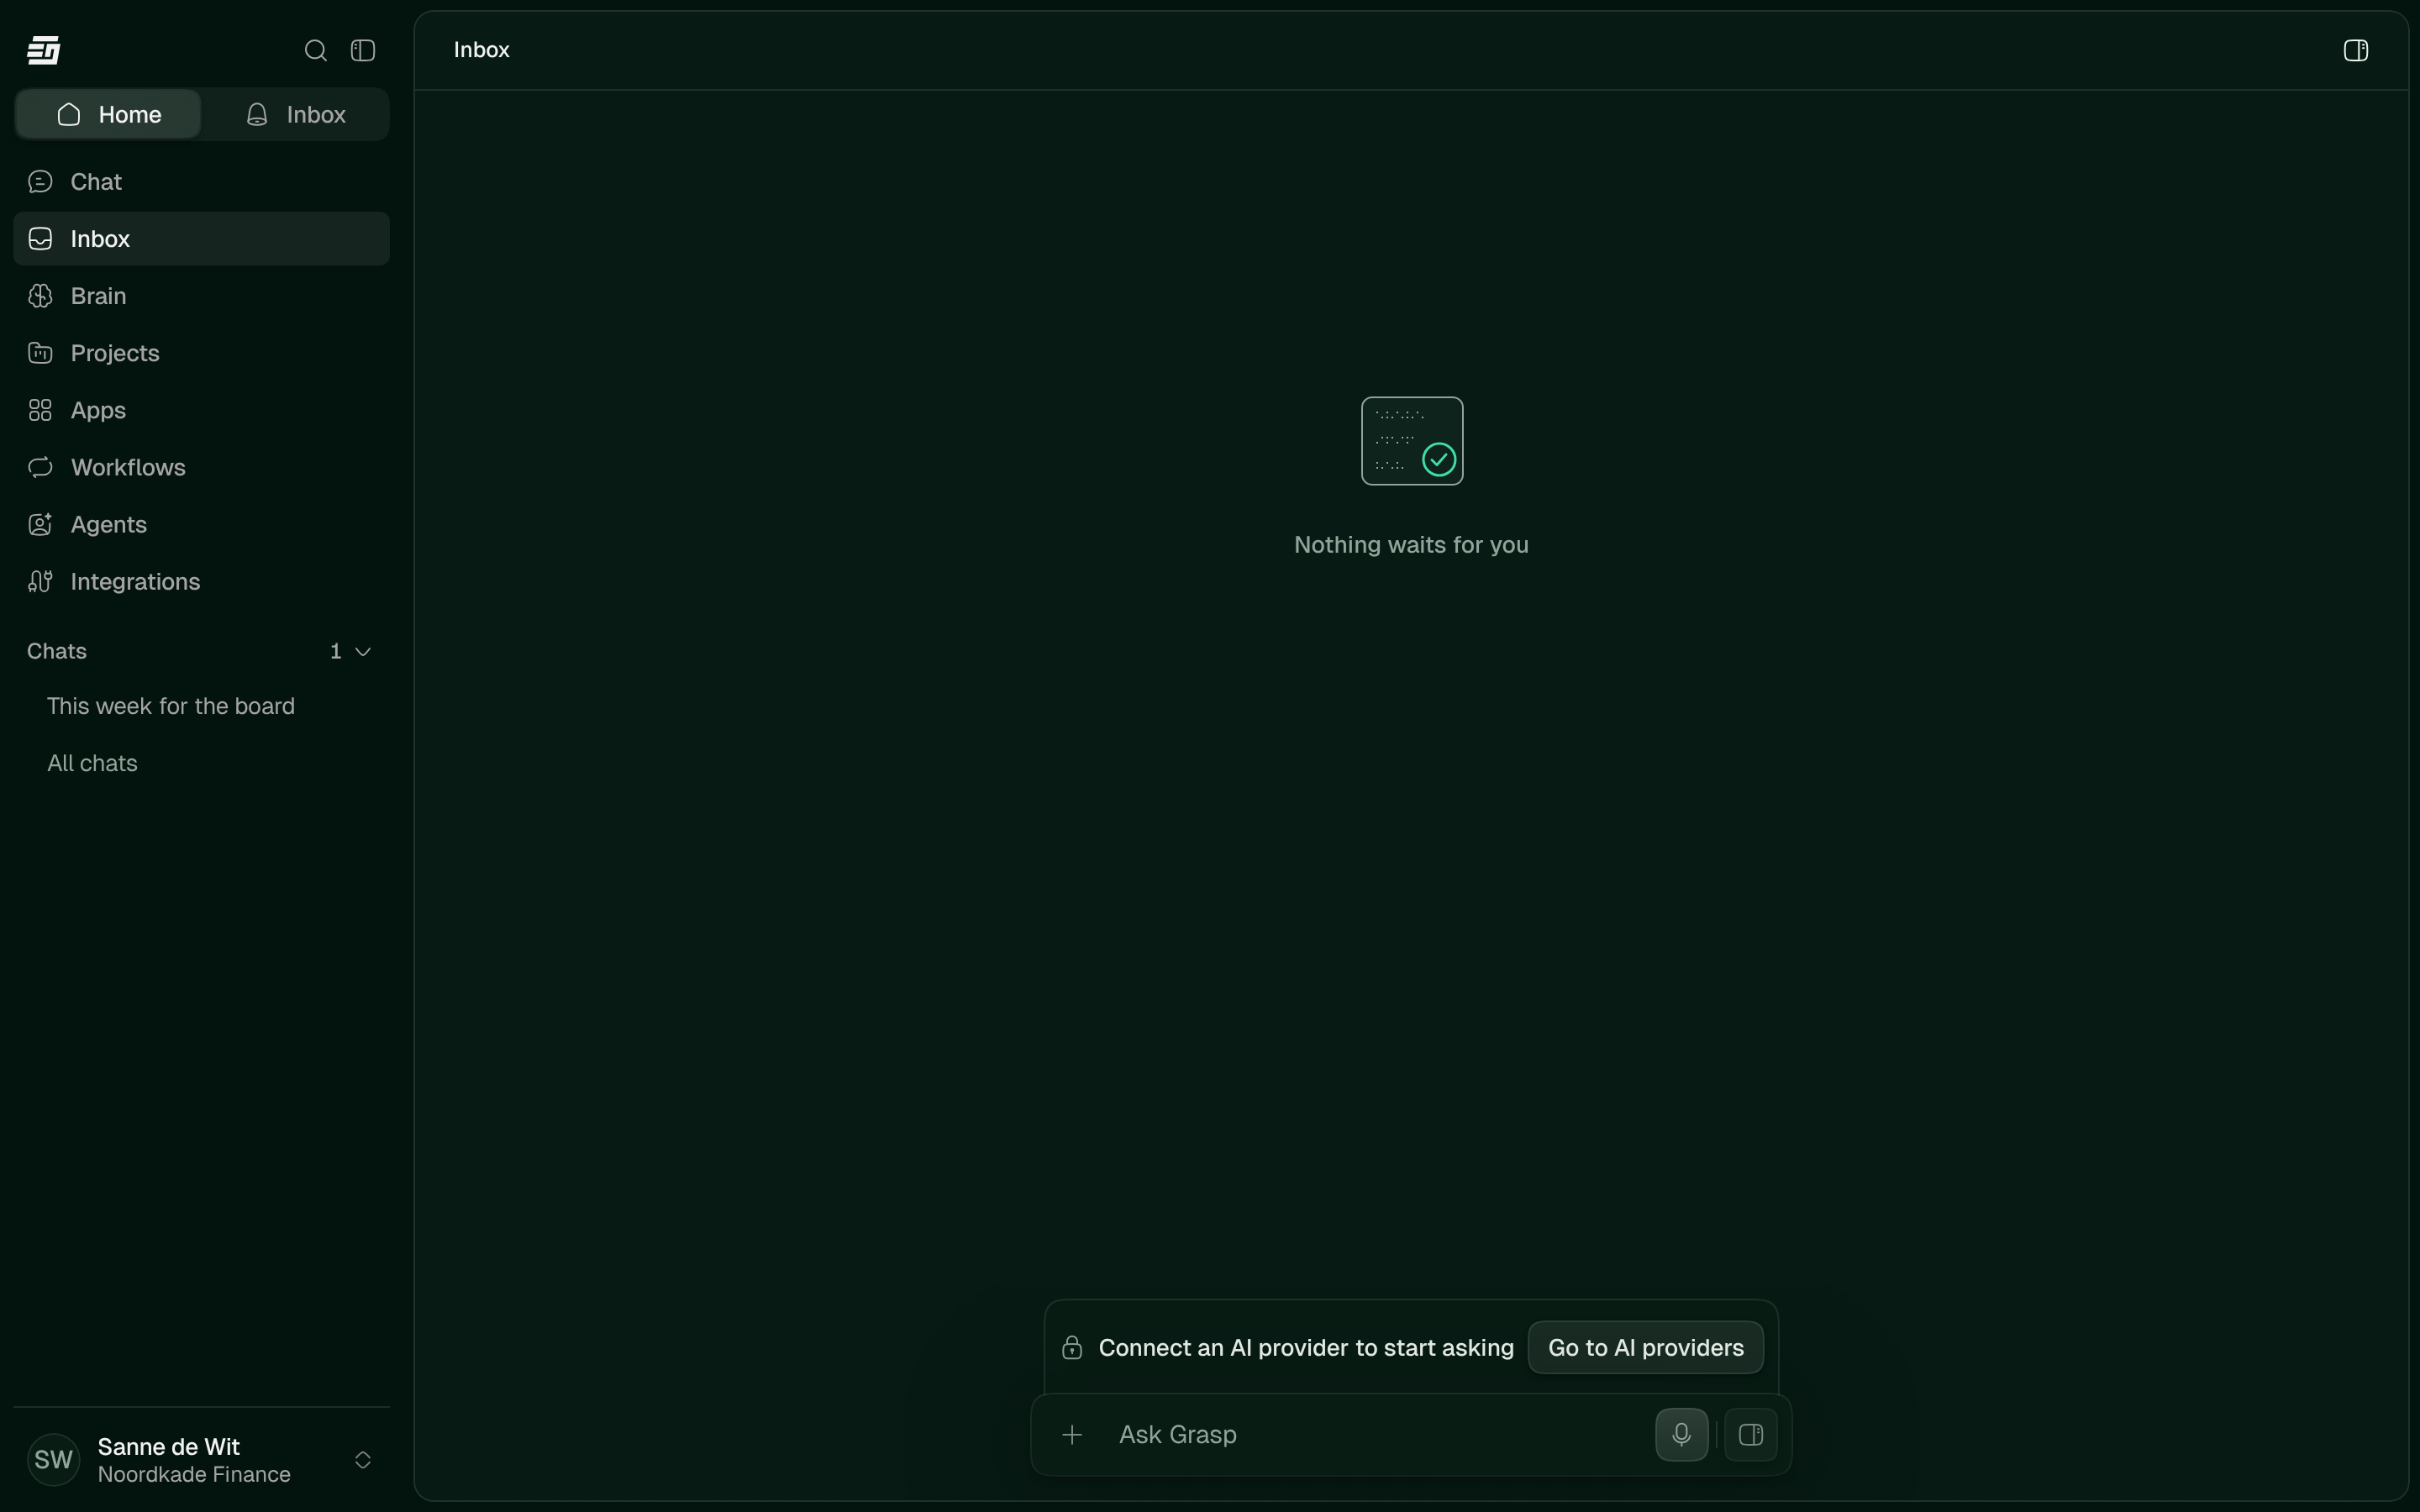 Inbox
Home
Inbox
Chat
Inbox
Brain
Projects
Apps
Workflows
Agents
Integrations
Chats 1
This week for the board
All chats
Nothing waits for you
Connect an AI provider to start asking
Go to AI providers
Ask Grasp
SW
Sanne de Wit
Noordkade Finance